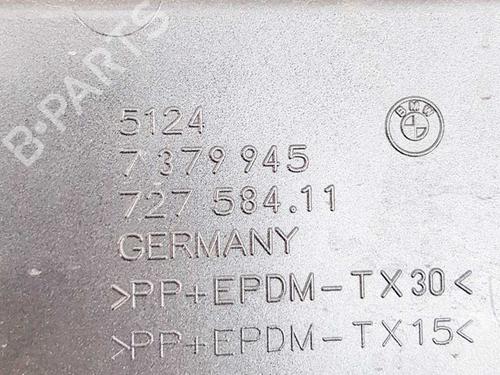 B-PARTS
5124
7 379 945
727 584.11
GERMANY
>PP+EPDM-TX30<
>PP+EPDM-TX15<
BMW